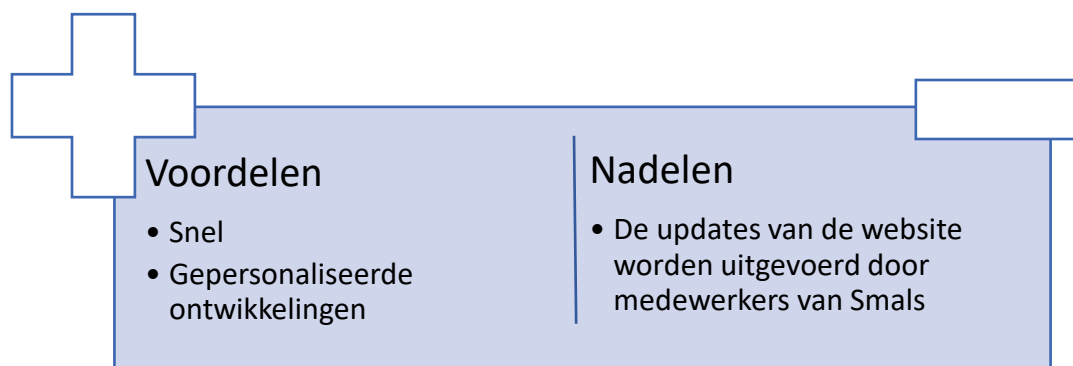 Voordelen
• Snel
• Gepersonaliseerde
ontwikkelingen
Nadelen
• De updates van de website
worden uitgevoerd door
medewerkers van Smals